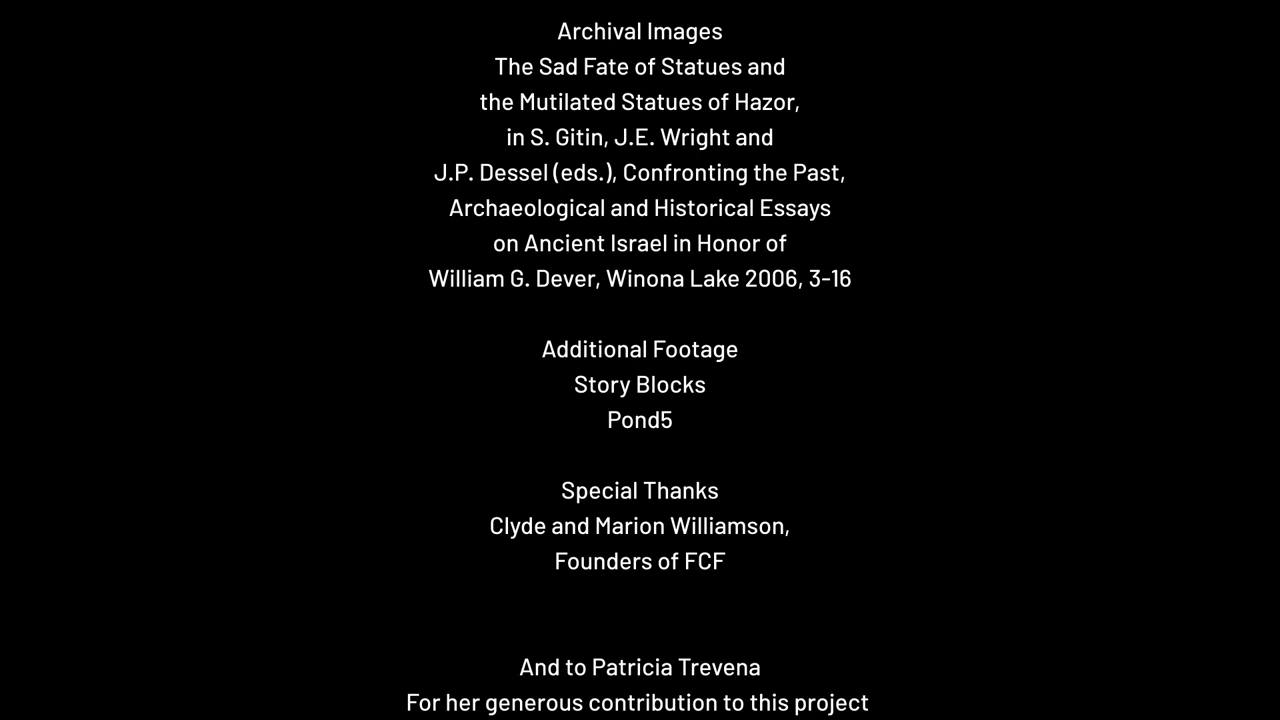 Archival Images
The Sad Fate of Statues and
the Mutilated Statues of Hazor,
in S. Gitin, J.E. Wright and
J.P. Dessel (eds.), Confronting the Past,
Archaeological and Historical Essays
on Ancient Israel in Honor of
William G. Dever, Winona Lake 2006, 3-16
Additional Footage
Story Blocks
Pond5
Special Thanks
Clyde and Marion Williamson,
Founders of FCF
And to Patricia Trevena
For her generous contribution to this project